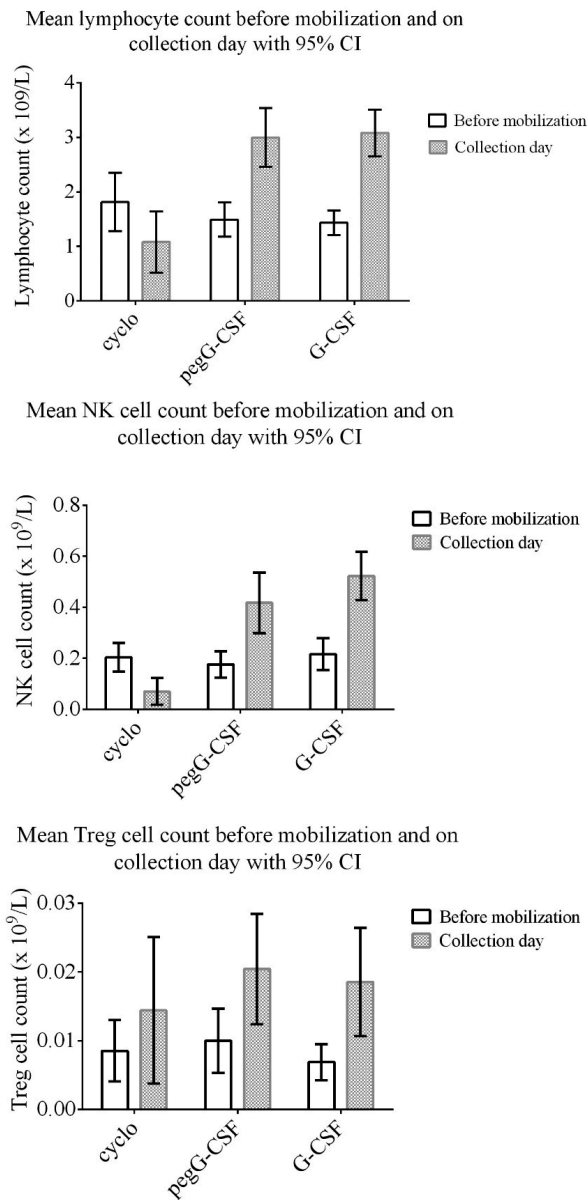 Mean lymphocyte count before mobilization and on
collection day with 95% CI
Lymphocyte count (x 109/L)
4
3
2
1
0
Before mobilization
Collection day
cyclo
pegG-CSF
G-CSF
Mean NK cell count before mobilization and on
collection day with 95% CI
NK cell count (x 10⁹/L)
0.8
0.6
0.4
0.2
0.0
Before mobilization
Collection day
cyclo
pegG-CSF
G-CSF
Mean Treg cell count before mobilization and on
collection day with 95% CI
Treg cell count (x 10⁹/L)
0.03
0.02
0.01
0.00
Before mobilization
Collection day
cyclo
pegG-CSF
G-CSF